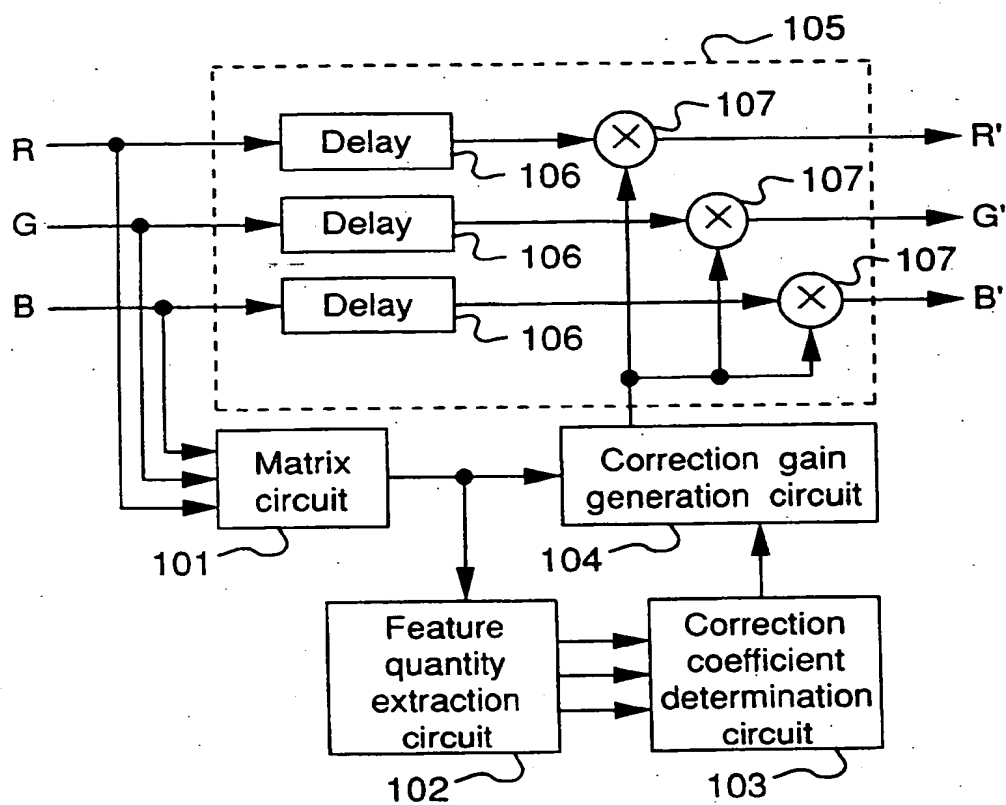 105
107
R
Delay
R'
106
107
G
Delay
G'
106
107
B
Delay
B'
106
Matrix
circuit
Correction gain
generation circuit
101
104
Feature
quantity
extraction
circuit
Correction
coefficient
determination
circuit
102
103